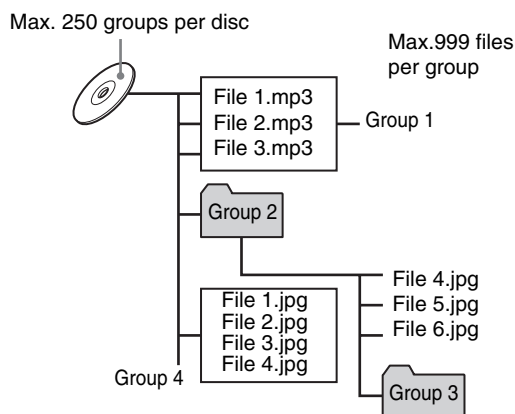 Max. 250 groups per disc
Max.999 files
per group
File 1.mp3
File 2.mp3
File 3.mp3
Group 1
Group 2
File 4.jpg
File 5.jpg
File 6.jpg
File 1.jpg
File 2.jpg
File 3.jpg
File 4.jpg
Group 4
Group 3